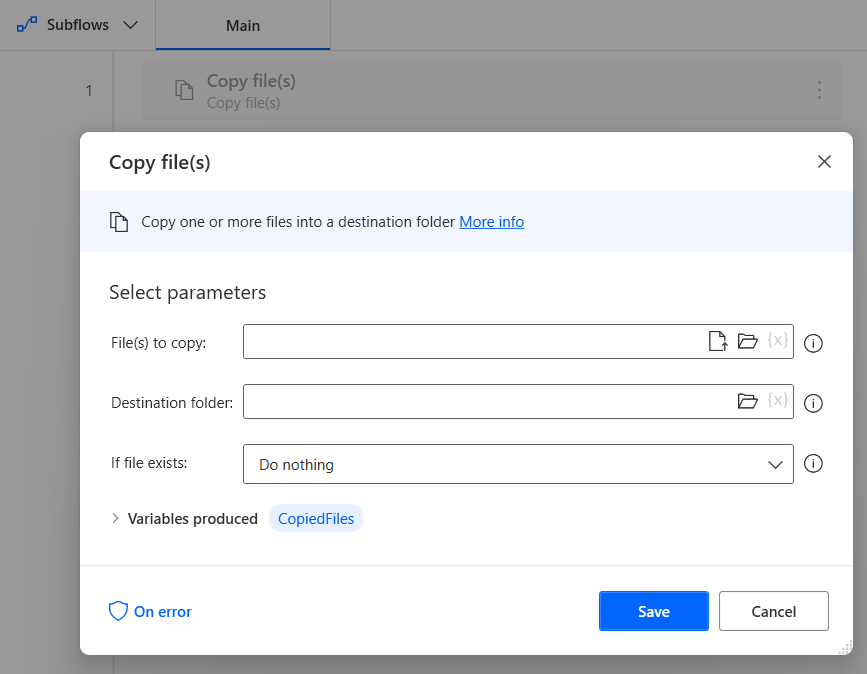 Subflows
Main
1
Copy file(s)
Copy file(s)
Copy file(s)
Copy one or more files into a destination folder More info
Select parameters
File(s) to copy:
{x}
Destination folder:
{x}
If file exists:
Do nothing
Variables produced CopiedFiles
On error
Save
Cancel